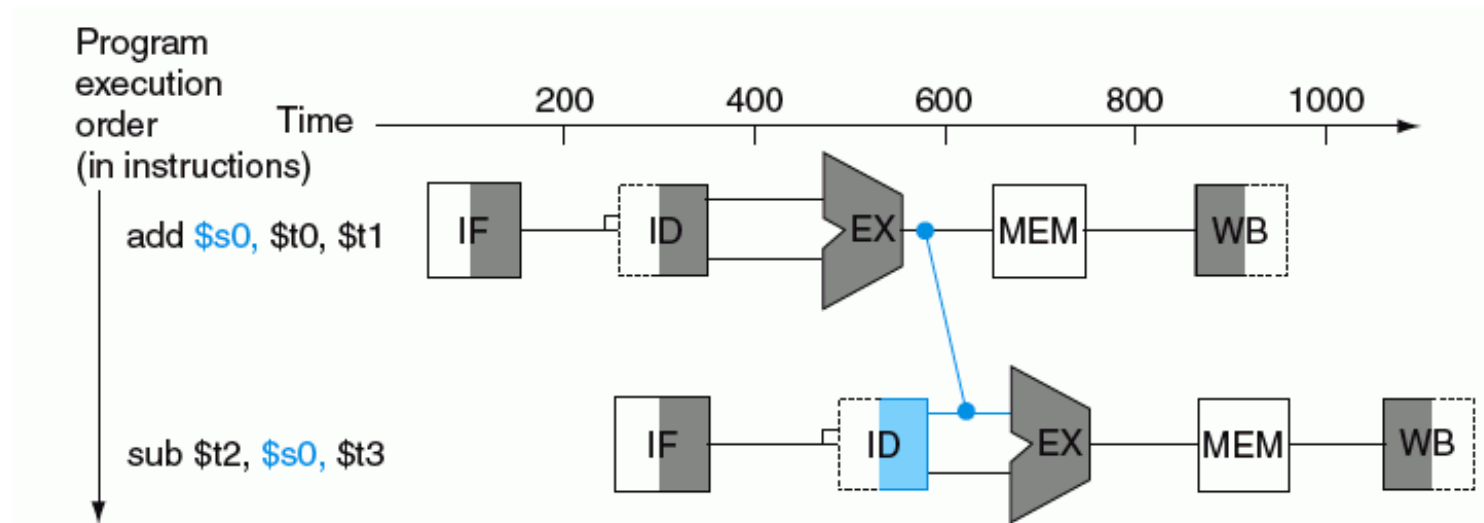 Program
execution
order
(in instructions)
Time
200 400 600 800 1000
add $s0, $t0, $t1
IF ID EX MEM WB
sub $t2, $s0, $t3
IF ID EX MEM WB